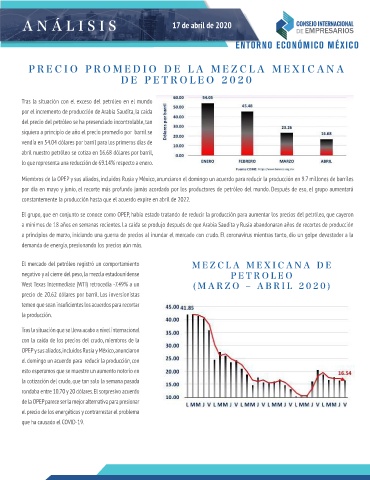 ANÁLISIS
17 de abril de 2020
CONSEJO INTERNACIONAL
DE EMPRESARIOS
ENTORNO ECONÓMICO MÉXICO
PRECIO PROMEDIO DE LA MEZCLA MEXICANA
DE PETROLEO 2020
Tras la situación con el exceso del petróleo en el mundo
por el incremento de producción de Arabia Saudita, la caída
del precio del petróleo se ha presenciado incontrolable, tan
siquiera a principio de año el precio promedio por barril se
vendía en 54.04 dólares por barril para las primeros días de
abril nuestro petróleo se cotiza en 16.68 dólares por barril,
lo que representa una reducción de 69.14% respecto a enero.
Dólares por barril
60.00
50.00
40.00
30.00
20.00
10.00
0.00
54.05
45.46
23.26
16.68
ENERO FEBRERO MARZO ABRIL
Miembros de la OPEP y sus aliados, incluidos Rusia y México, anunciaron el domingo un acuerdo para reducir la producción en 9.7 millones de barriles
por día en mayo y junio, el recorte más profundo jamás acordado por los productores de petróleo del mundo. Después de eso, el grupo aumentará
constantemente la producción hasta que el acuerdo expire en abril de 2022.
El grupo, que en conjunto se conoce como OPEP, había estado tratando de reducir la producción para aumentar los precios del petróleo, que cayeron
a mínimos de 18 años en semanas recientes. La caída se produjo después de que Arabia Saudita y Rusia abandonaron años de recortes de producción
a principios de marzo, iniciando una guerra de precios al inundar el mercado con crudo. El coronavirus mientras tanto, dio un golpe devastador a la
demanda de energía, presionando los precios aún más.
El mercado del petróleo registró un comportamiento
negativo y al cierre del peso, la mezcla estadounidense
West Texas Intermediate (WTI) retrocedía -7.49% a un
precio de 20.62 dólares por barril. Los inversionistas
temen que sean insuficientes los acuerdos para recortar
la producción.
Tras la situación que se lleva acabo a nivel internacional
con la caída de los precios del crudo, miembros de la
OPEP y sus aliados, incluidos Rusia y México, anunciaron
el domingo un acuerdo para reducir la producción, con
esto esperamos que se muestre un aumento notorio en
la cotización del crudo, que tan solo la semana pasada
rondaba entre 10.70 y 20 dólares. El sorpresivo acuerdo
de la OPEP parece ser la mejor alternativa para presionar
el precio de los energéticos y contrarrestar el problema
que ha causado el COVID-19.
MEZCLA MEXICANA DE
PETROLEO
(MARZO – ABRIL 2020)
45.00
40.00
35.00
30.00
25.00
20.00
15.00
10.00
41.85
16.54
L M M J V L M M J V L M M J V L M M J V L M M J V L M M J V L M M J V